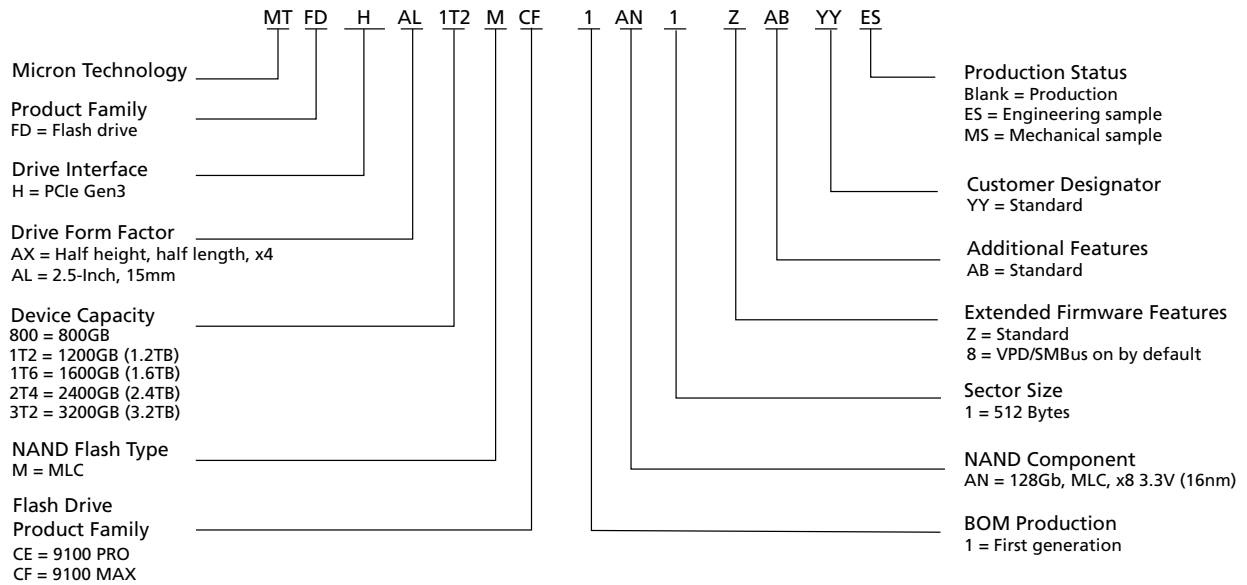 MT FD H AL 1T2 M CF 1 AN 1 Z AB YY ES
Micron Technology
Product Family
FD = Flash drive
Drive Interface
H = PCIe Gen3
Drive Form Factor
AX = Half height, half length, x4
AL = 2.5-Inch, 15mm
Device Capacity
800 = 800GB
1T2 = 1200GB (1.2TB)
1T6 = 1600GB (1.6TB)
2T4 = 2400GB (2.4TB)
3T2 = 3200GB (3.2TB)
NAND Flash Type
M = MLC
Flash Drive
Product Family
CE = 9100 PRO
CF = 9100 MAX
Production Status
Blank = Production
ES = Engineering sample
MS = Mechanical sample
Customer Designator
YY = Standard
Additional Features
AB = Standard
Extended Firmware Features
Z = Standard
8 = VPD/SMBus on by default
Sector Size
1 = 512 Bytes
NAND Component
AN = 128Gb, MLC, x8 3.3V (16nm)
BOM Production
1 = First generation